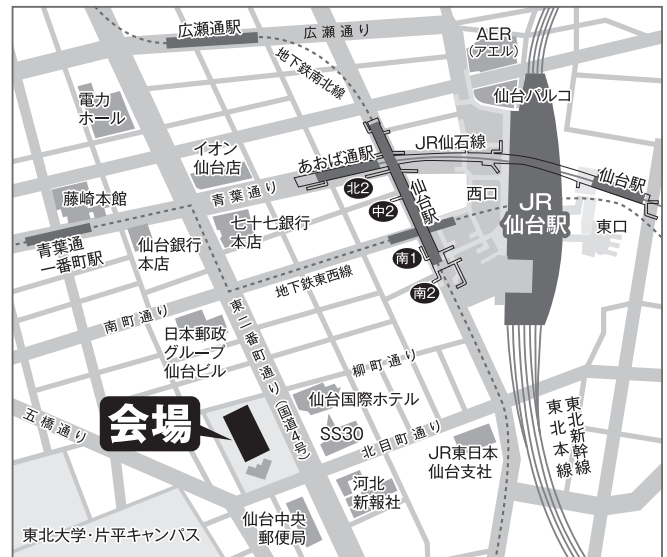 広瀬通駅
広瀬通り
地下鉄南北線
AER
(アエル)
仙台パルコ
電力
ホール
イオン
仙台店
あおば通駅
JR仙石線
仙台駅
青葉通り
北2
中2
仙台駅
西口
JR
仙台駅
東口
藤崎本館
青葉通
一番町駅
仙台銀行
本店
七十七銀行
本店
南1
南2
地下鉄東西線
南町通り
日本郵政
グループ
仙台ビル
東二番町通り(国道4号)
柳町通り
五橋通り
会場
仙台国際ホテル
SS30
北目町通り
JR東日本
仙台支社
東北新幹線
東北本線
河北
新報社
仙台中央
郵便局
東北大学・片平キャンパス